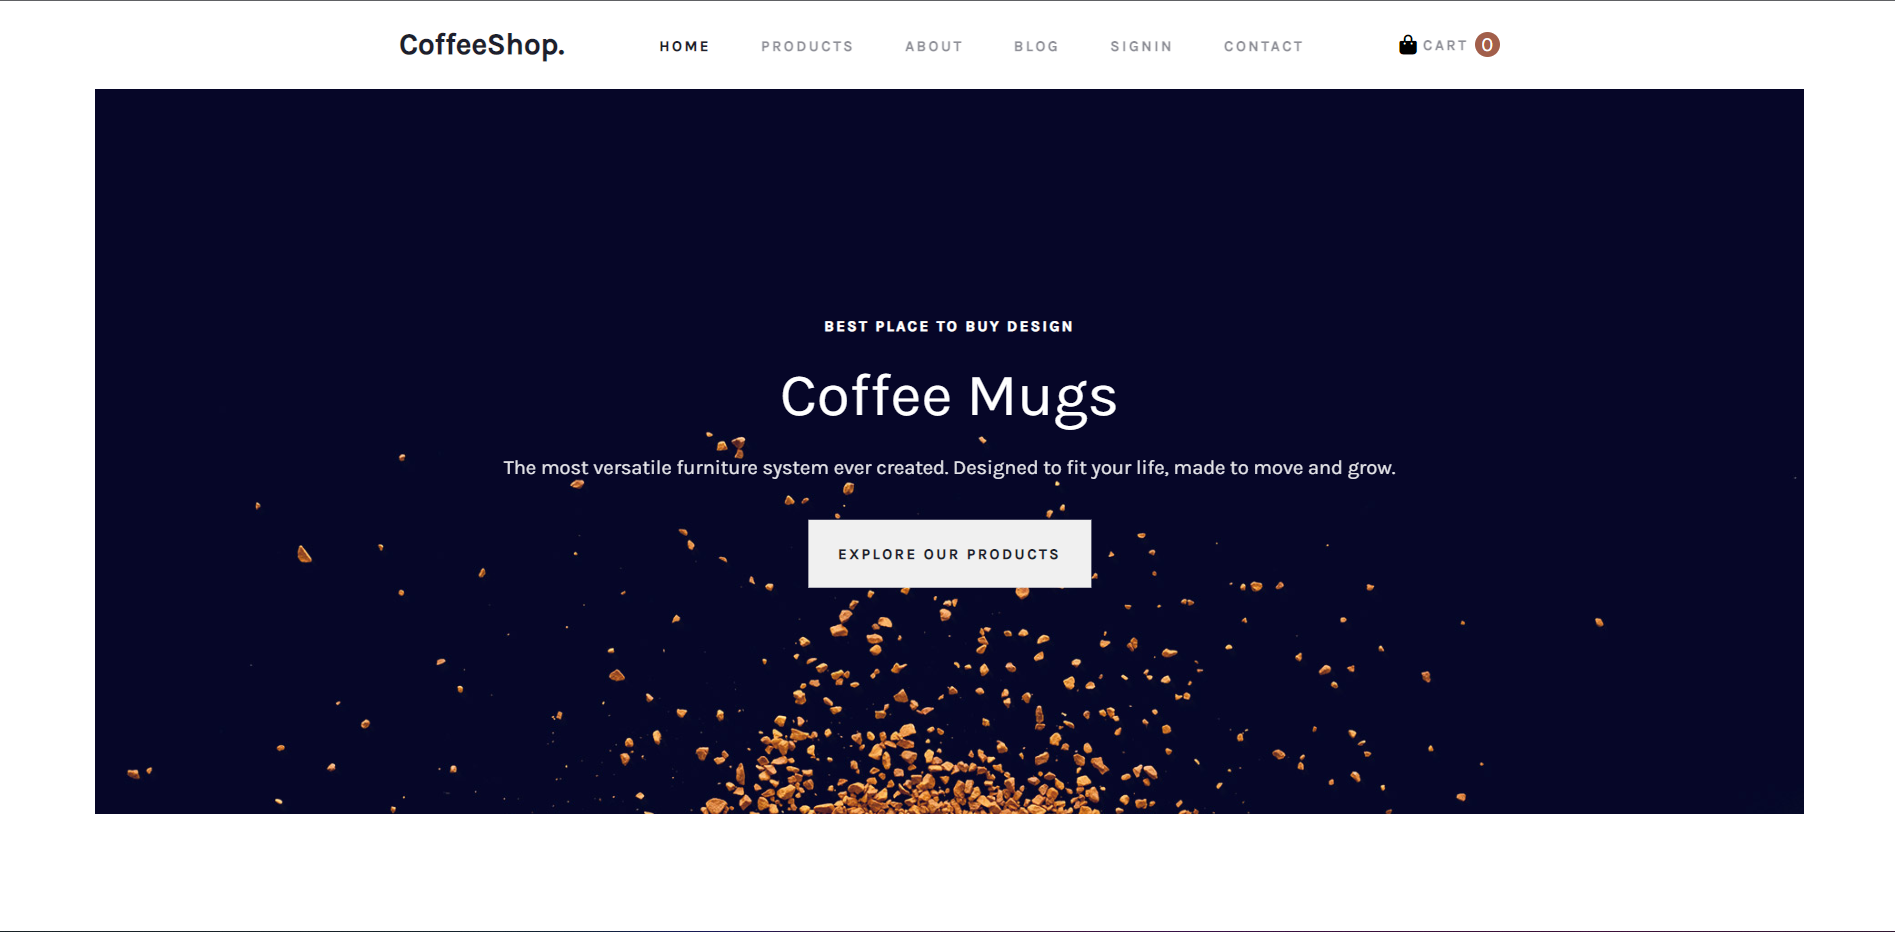 CoffeeShop.
HOME
PRODUCTS
ABOUT
BLOG
SIGNIN
CONTACT
CART 0
BEST PLACE TO BUY DESIGN
Coffee Mugs
The most versatile furniture system ever created. Designed to fit your life, made to move and grow.
EXPLORE OUR PRODUCTS